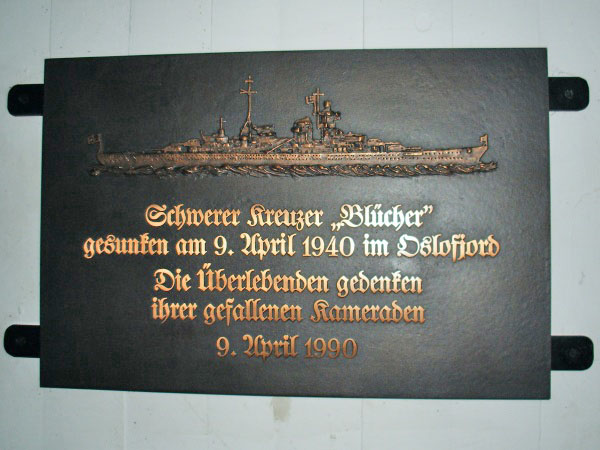 Schwerer Kreuzer „Blücher”
gesunken am 9. April 1940 im Oslofjord
Die Überlebenden gedenken
ihrer gefallenen Kameraden
9. April 1990